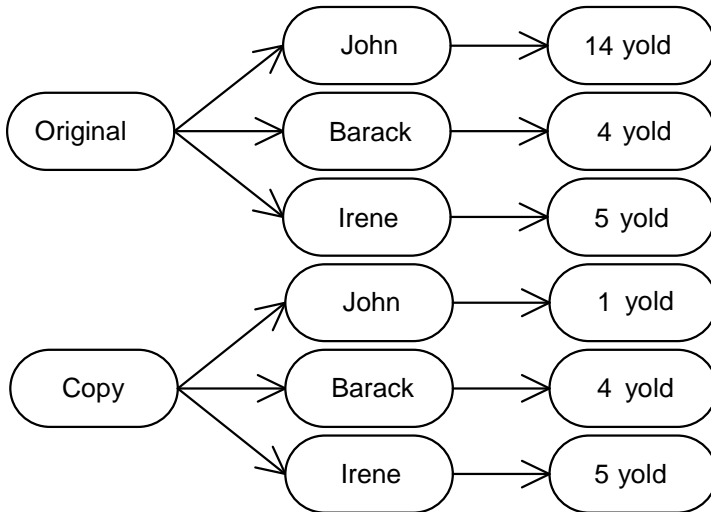 John 14 yold
Original Barack 4 yold
Irene 5 yold
John 1 yold
Copy Barack 4 yold
Irene 5 yold